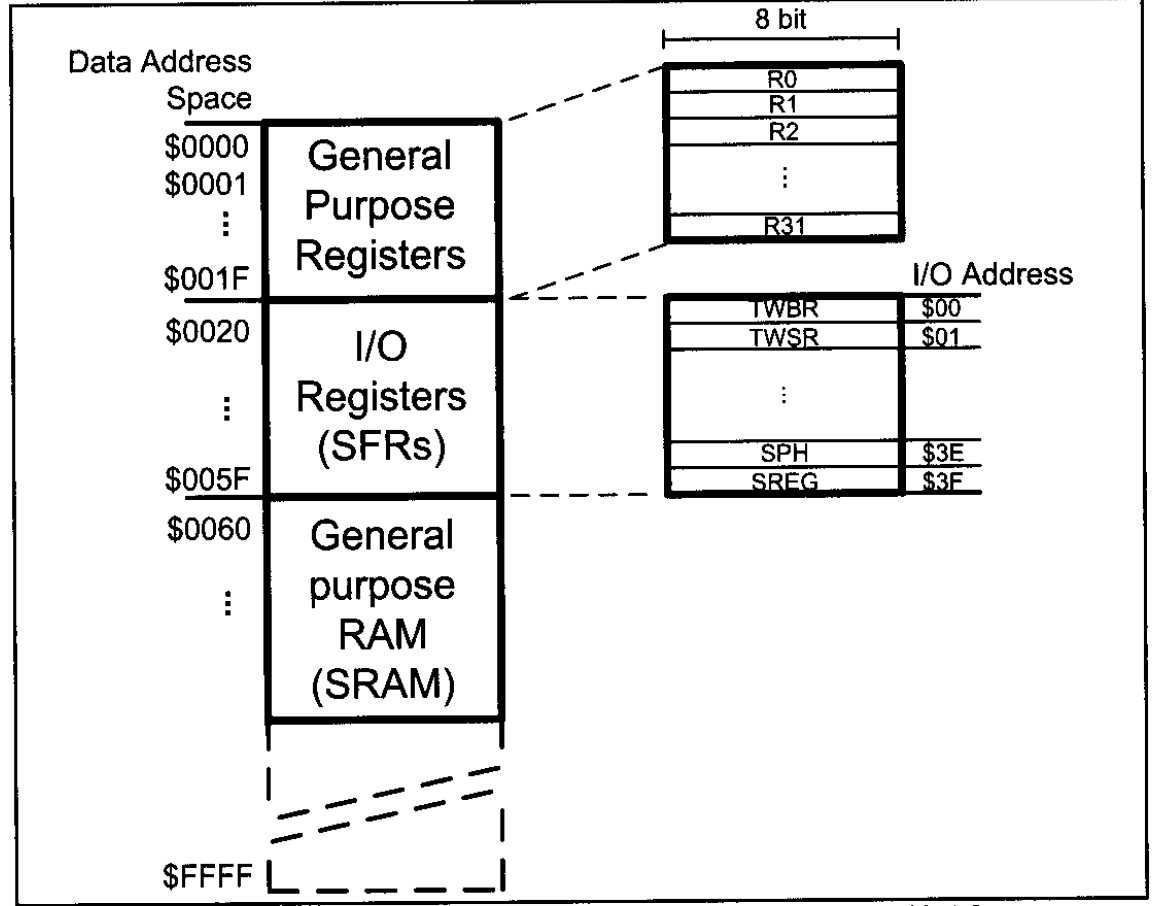 8 bit
Data Address
Space
$0000
$0001
⋮
$001F
$0020
⋮
$005F
$0060
⋮
$FFFF
General
Purpose
Registers
I/O
Registers
(SFRs)
General
purpose
RAM
(SRAM)
R0
R1
R2
⋮
R31
I/O Address
TWBR $00
TWSR $01
⋮
SPH $3E
SREG $3F